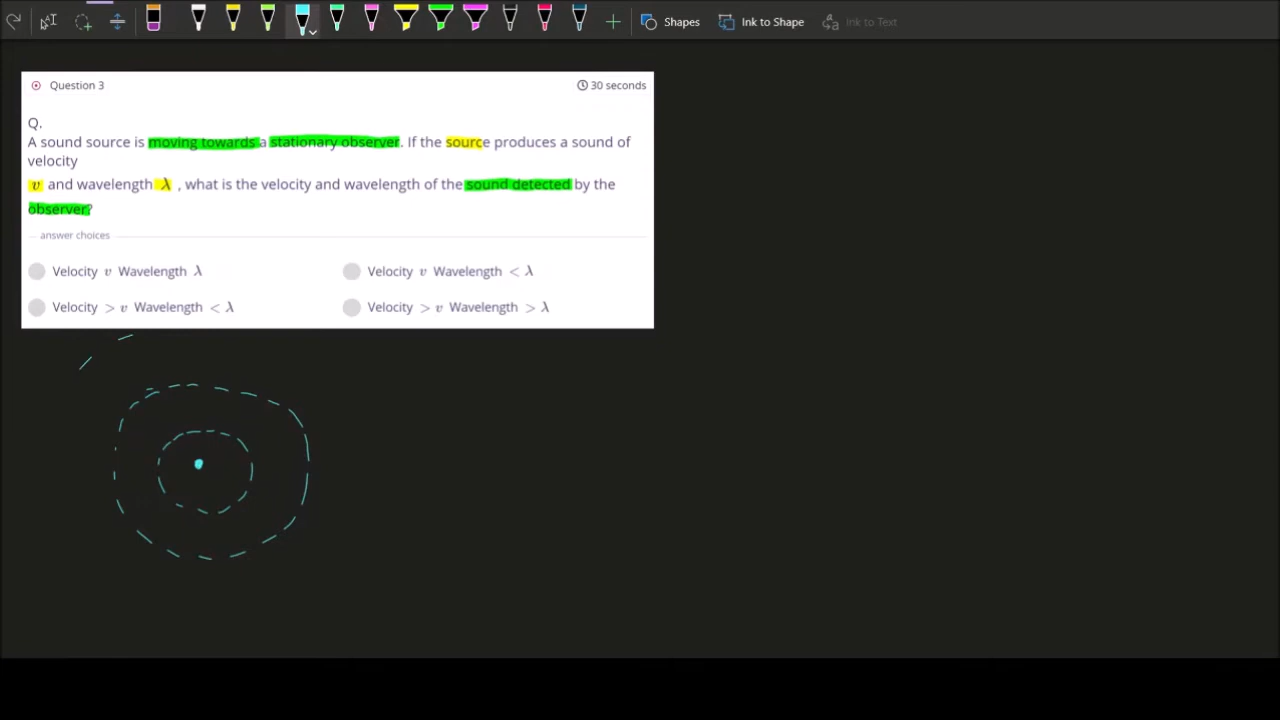 Shapes
Ink to Shape
Ink to Text
Question 3
30 seconds
Q.
A sound source is moving towards a stationary observer. If the source produces a sound of
velocity
v and wavelength λ , what is the velocity and wavelength of the sound detected by the
observer?
answer choices
Velocity v Wavelength λ
Velocity v Wavelength < λ
Velocity > v Wavelength < λ
Velocity > v Wavelength > λ